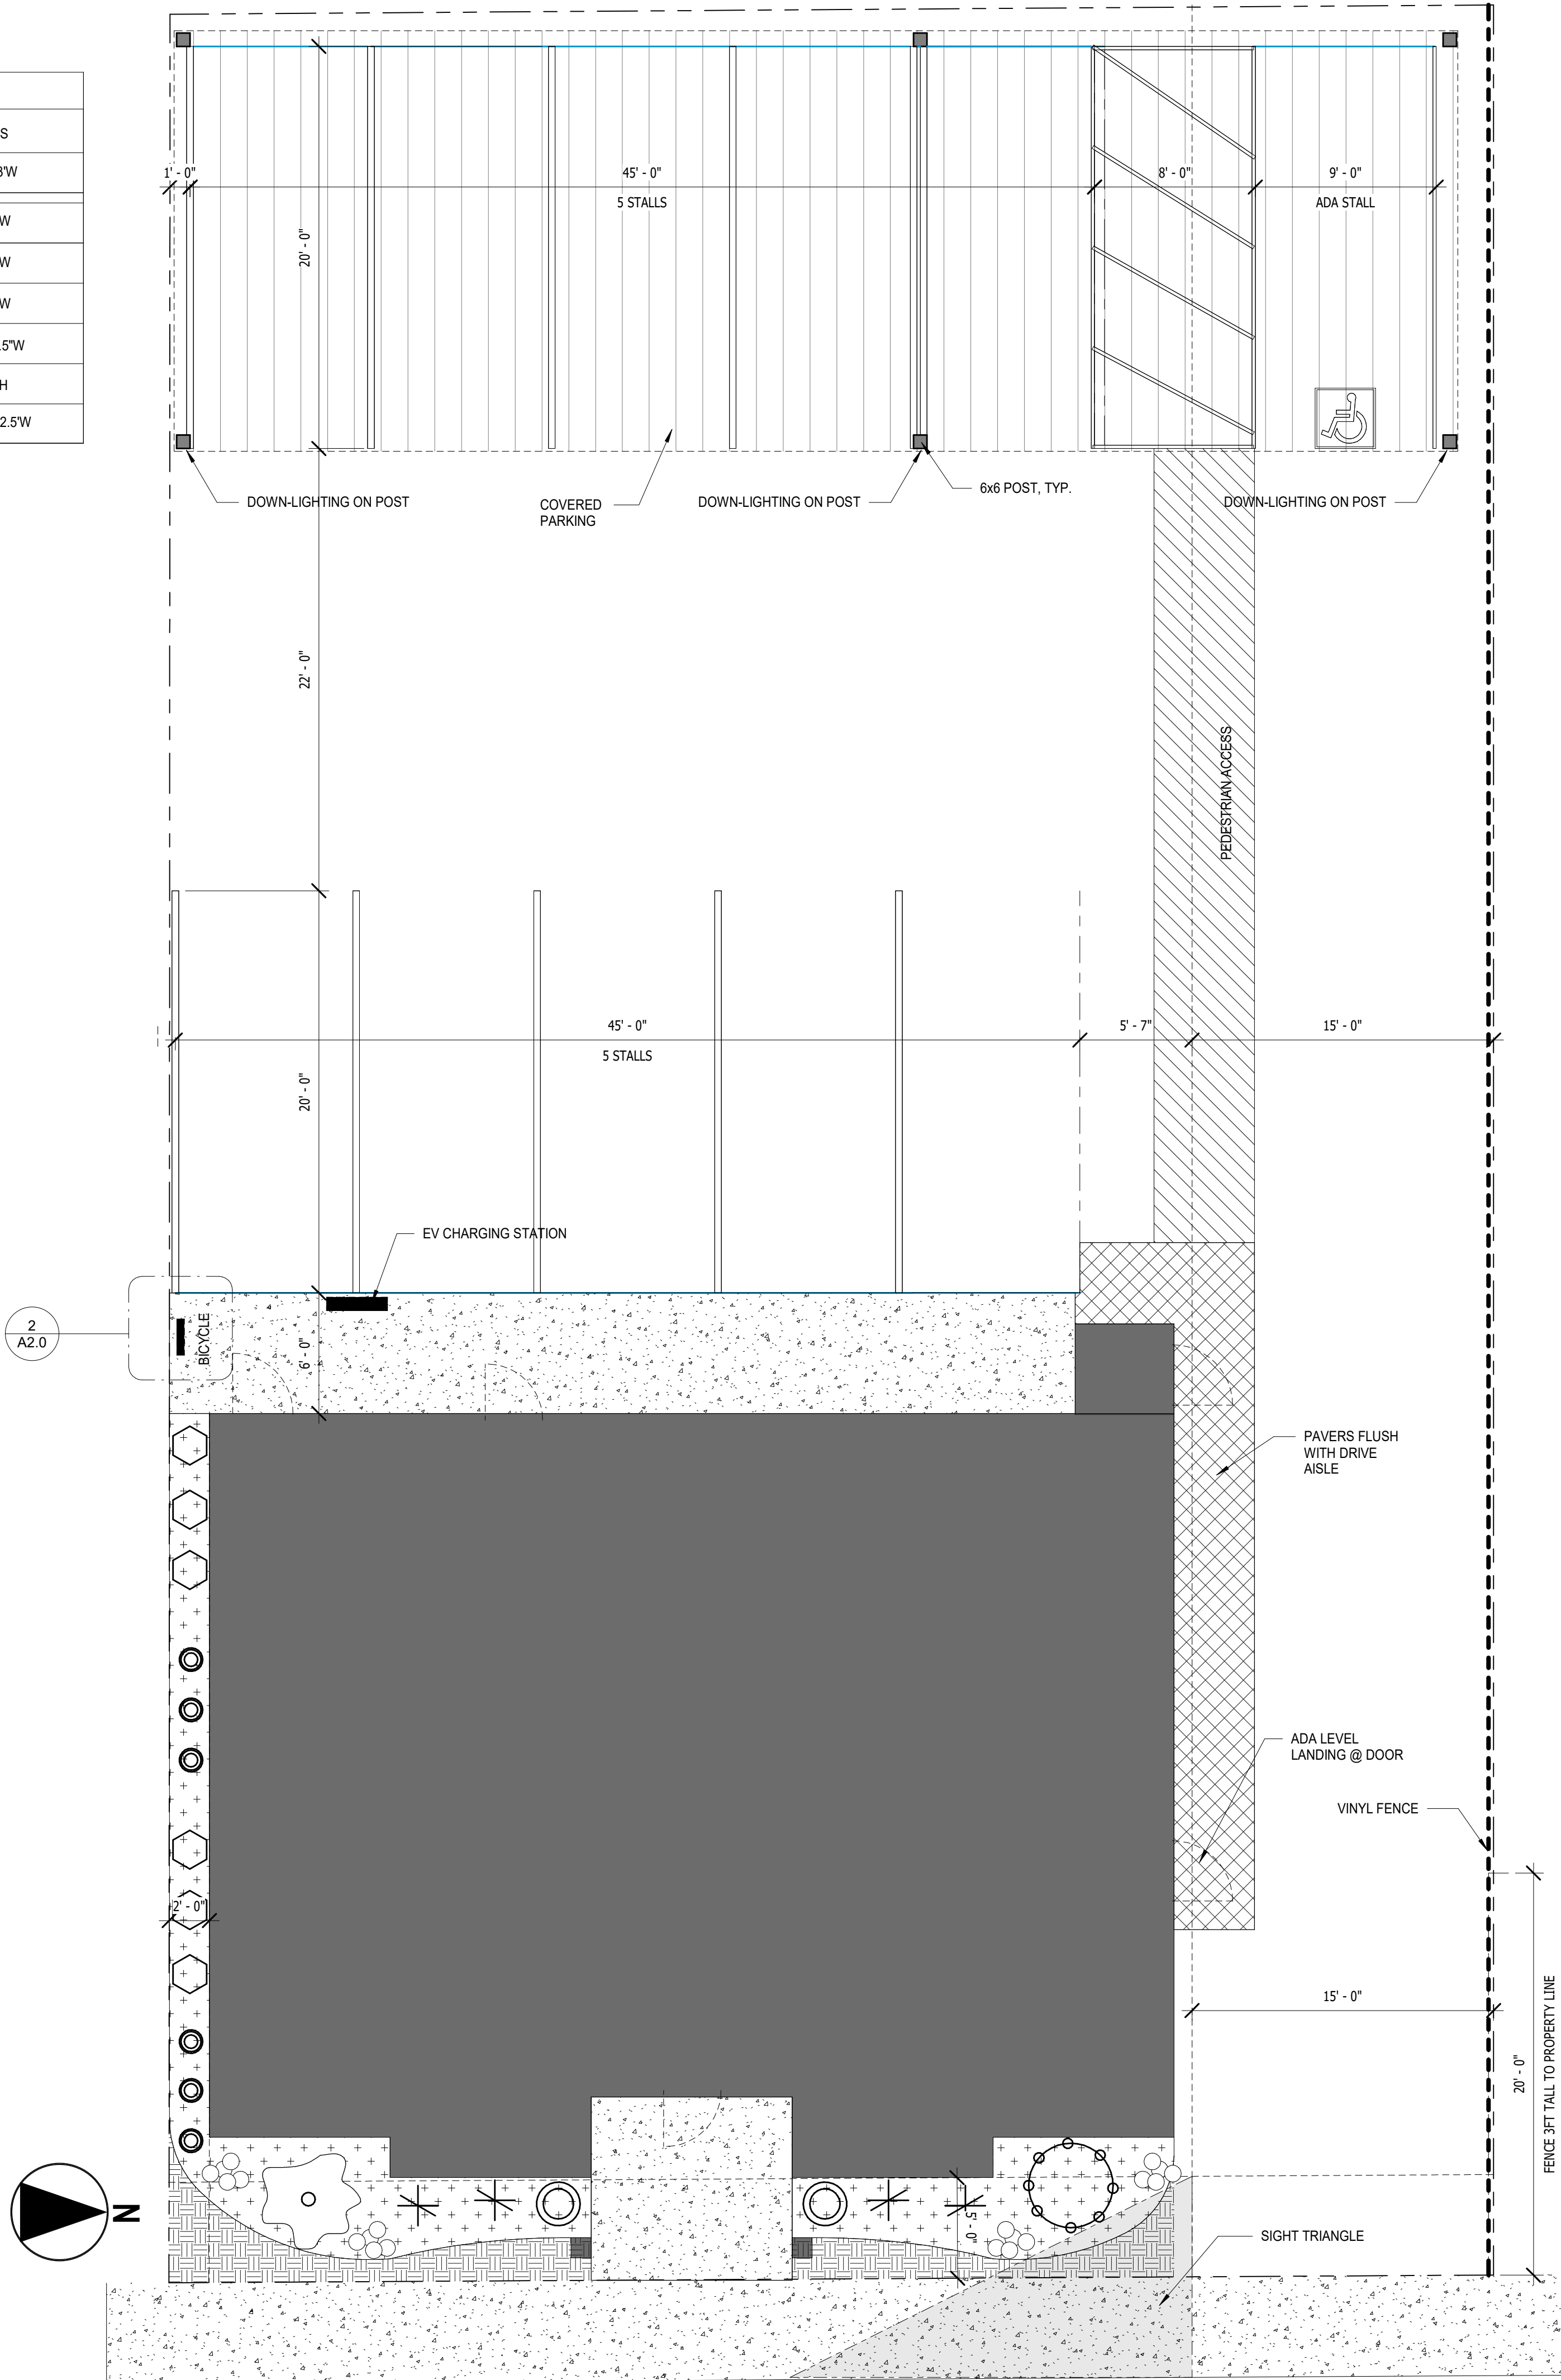 S
3'W
W
W
W
.5"W
H
2.5'W
1' - 0"
45' - 0"
5 STALLS
8' - 0"
9' - 0"
ADA STALL
20' - 0"
DOWN-LIGHTING ON POST
COVERED
PARKING
DOWN-LIGHTING ON POST
6x6 POST, TYP.
DOWN-LIGHTING ON POST
22' - 0"
PEDESTRIAN ACCESS
45' - 0"
5 STALLS
5' - 7"
15' - 0"
20' - 0"
EV CHARGING STATION
2
A2.0
BICYCLE
6' - 0"
PAVERS FLUSH
WITH DRIVE
AISLE
ADA LEVEL
LANDING @ DOOR
VINYL FENCE
2' - 0"
15' - 0"
20' - 0"
FENCE 3FT TALL TO PROPERTY LINE
N
5' - 0"
SIGHT TRIANGLE